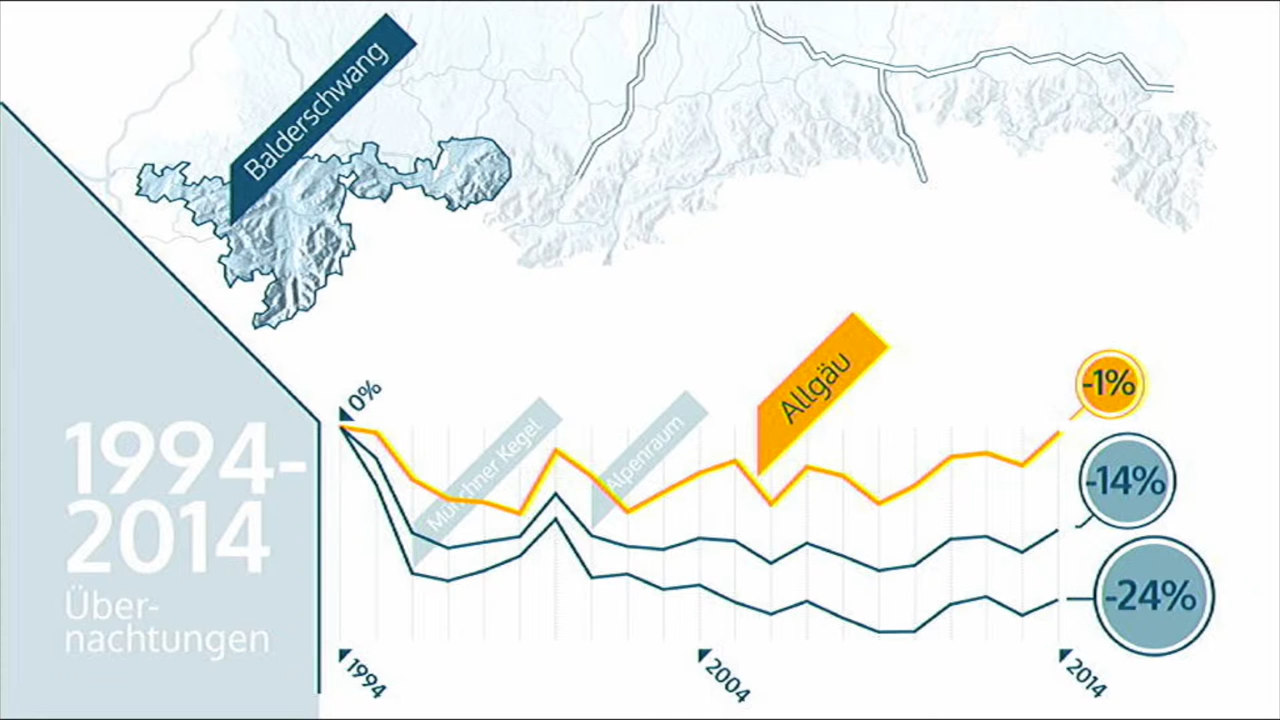 Balderschwang
1994-
2014
Über-
nachtungen
0%
Münchner Kegel
Alpenraum
Allgäu
-1%
-14%
-24%
1994
2004
2014